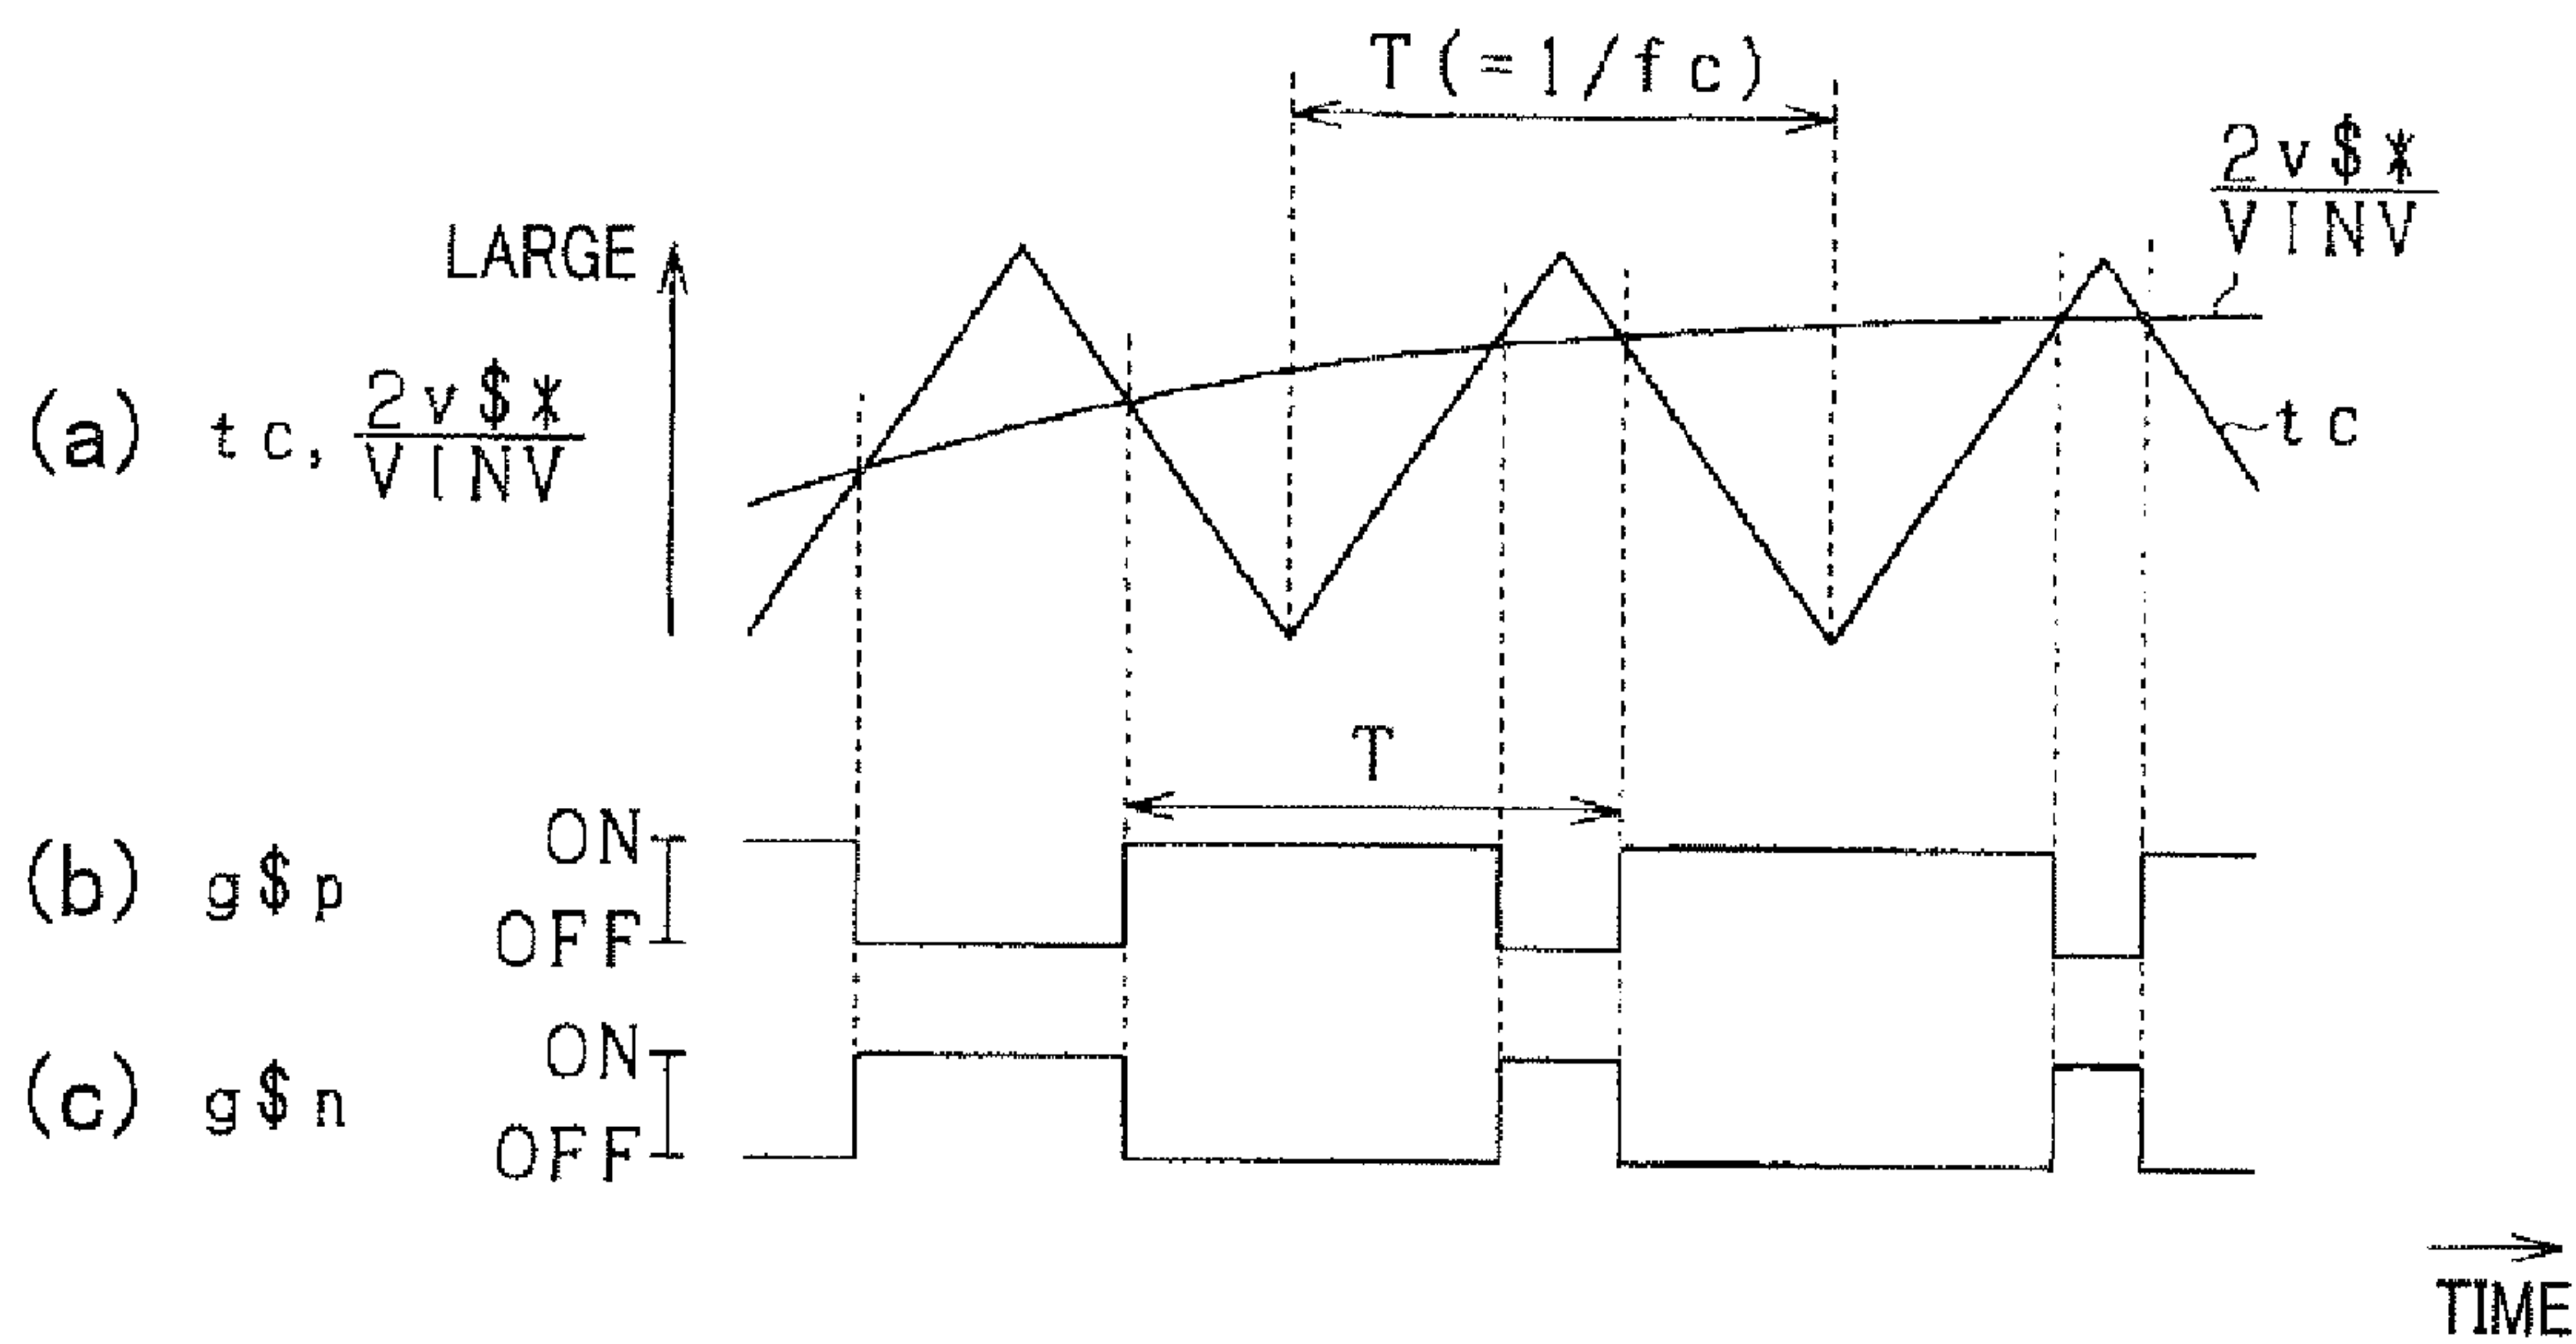 T(=1/fc)
2v$*
VINV
LARGE
(a) tc, 2v$*
VINV
tc
T
ON
(b) g$p
OFF
ON
(c) g$n
OFF
TIME